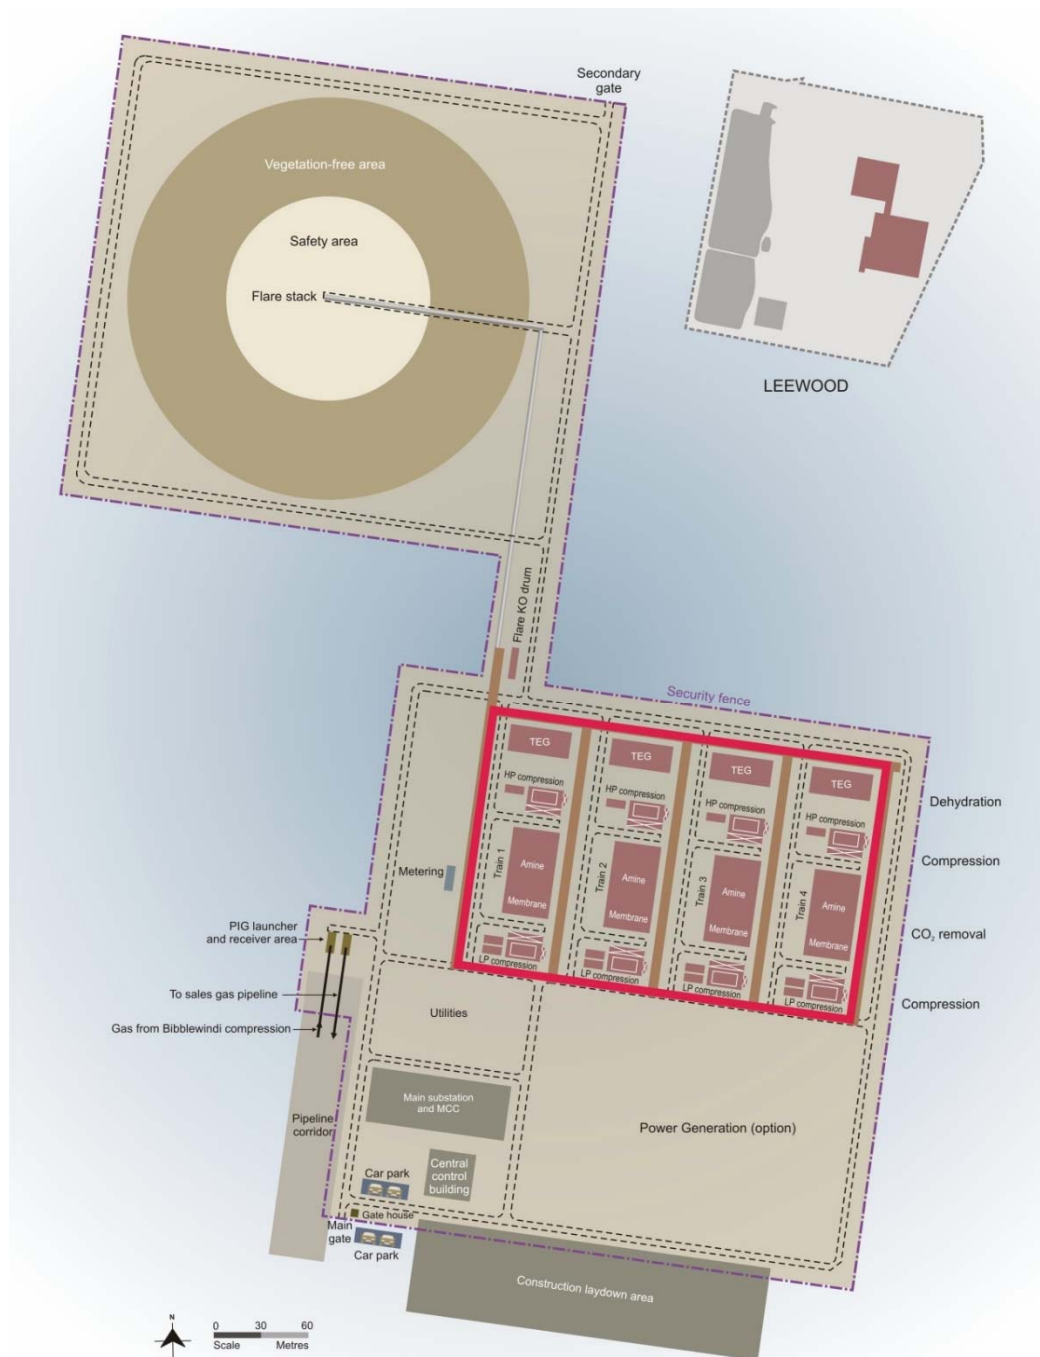 Secondary
gate
Vegetation-free area
Safety area
Flare stack
LEEWOOD
Flare KO drum
Security fence
TEG
TEG
TEG
TEG
HP compression
HP compression
HP compression
HP compression
Dehydration
Compression
Train 1
Amine
Membrane
Train 2
Amine
Membrane
Train 3
Amine
Membrane
Train 4
Amine
Membrane
CO₂ removal
Metering
LP compression
LP compression
LP compression
LP compression
Compression
PIG launcher
and receiver area
To sales gas pipeline
Gas from Bibblewindi compression
Utilities
Main substation
and MCC
Pipeline
corridor
Power Generation (option)
Car park
Central
control
building
Gate house
Main
gate
Car park
Construction laydown area
N
0 30 60
Scale Metres